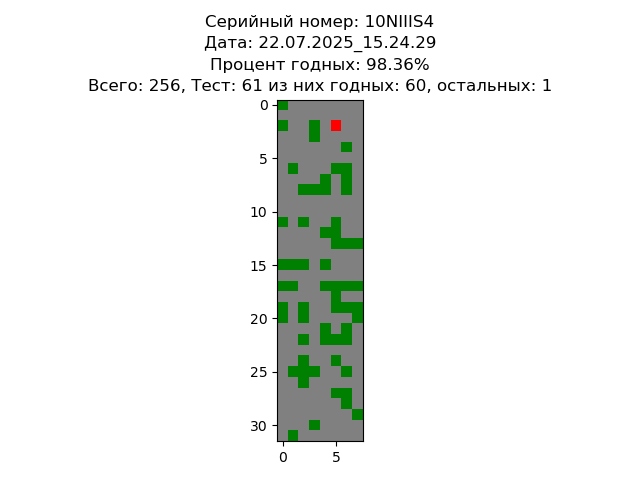 Серийный номер: 10NIIIS4
Дата: 22.07.2025_15.24.29
Процент годных: 98.36%
Всего: 256, Тест: 61 из них годных: 60, остальных: 1
0
5
10
15
20
25
30
0 5